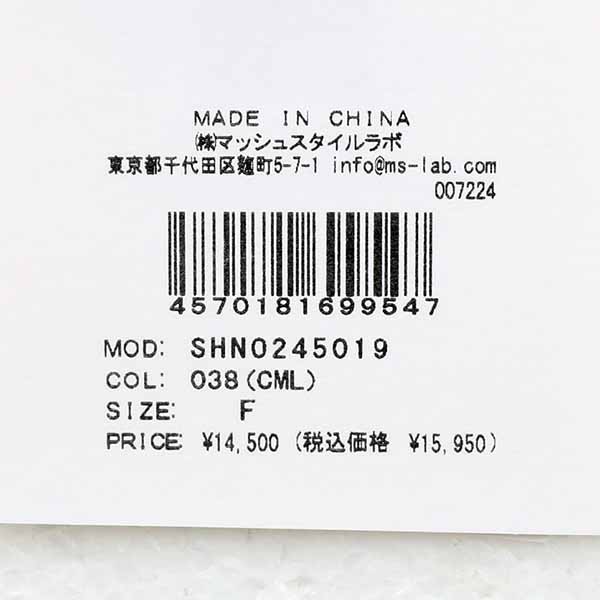 MADE IN CHINA
㈱マッシュスタイルラボ
東京都千代田区麹町5-7-1 info@ms-lab.com
007224
4570181699547
MOD: SHN0245019
COL: 038(CML)
SIZE: F
PRICE: ¥14,500 (税込価格 ¥15,950)